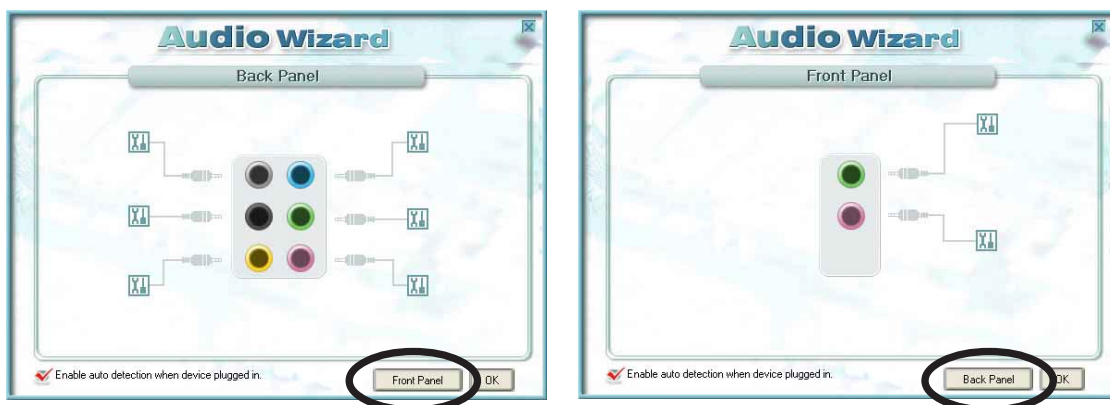 Audio Wizard
Back Panel
Enable auto detection when device plugged in.
Front Panel
OK
Audio Wizard
Front Panel
Enable auto detection when device plugged in.
Back Panel
OK